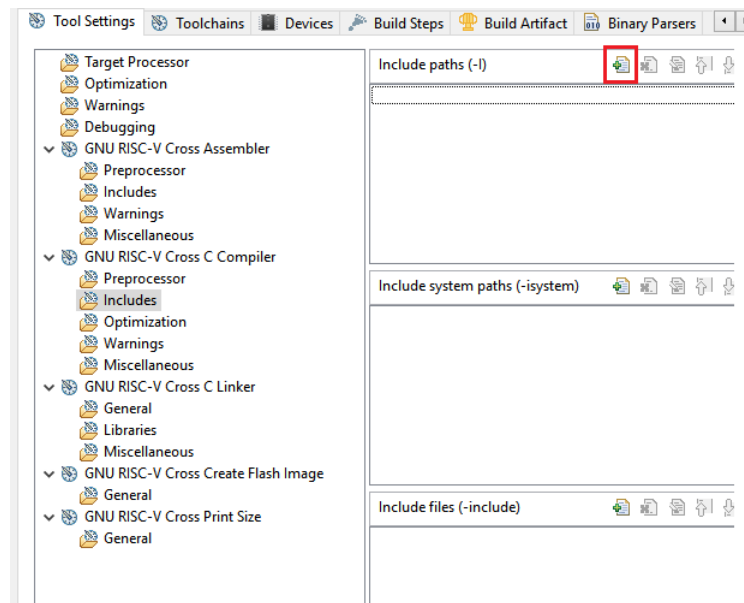 Tool Settings Toolchains Devices Build Steps Build Artifact Binary Parsers
Target Processor
Optimization
Warnings
Debugging
GNU RISC-V Cross Assembler
Preprocessor
Includes
Warnings
Miscellaneous
GNU RISC-V Cross C Compiler
Preprocessor
Includes
Optimization
Warnings
Miscellaneous
GNU RISC-V Cross C Linker
General
Libraries
Miscellaneous
GNU RISC-V Cross Create Flash Image
General
GNU RISC-V Cross Print Size
General
Include paths (-I)
Include system paths (-isystem)
Include files (-include)